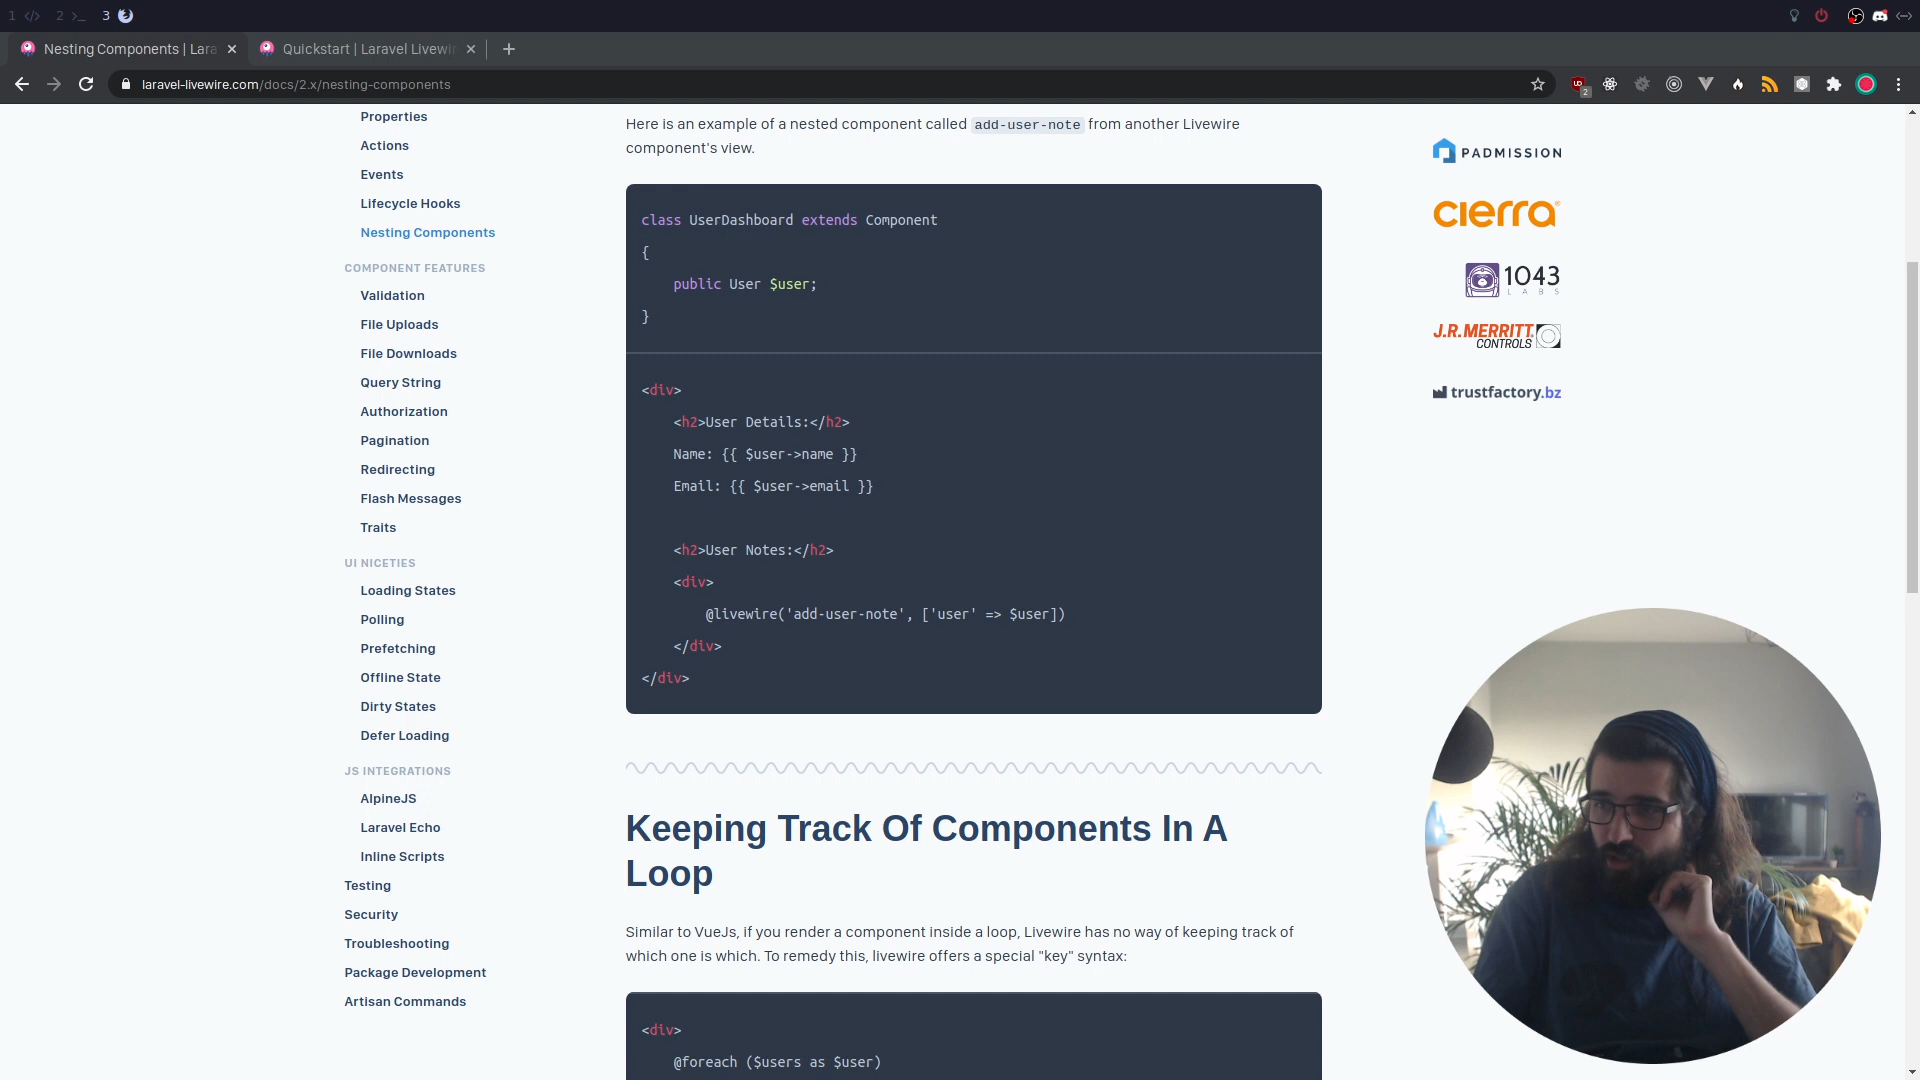 1 </> 2 >_ 3
Nesting Components | Lara
Quickstart | Laravel Livewir
laravel-livewire.com/docs/2.x/nesting-components
2
Properties
Actions
Events
Lifecycle Hooks
Nesting Components
COMPONENT FEATURES
Validation
File Uploads
File Downloads
Query String
Authorization
Pagination
Redirecting
Flash Messages
Traits
UI NICETIES
Loading States
Polling
Prefetching
Offline State
Dirty States
Defer Loading
JS INTEGRATIONS
AlpineJS
Laravel Echo
Inline Scripts
Testing
Security
Troubleshooting
Package Development
Artisan Commands
Here is an example of a nested component called add-user-note from another Livewire
component's view.
class UserDashboard extends Component
{
public User $user;
}
<div>
<h2>User Details:</h2>
Name: {{ $user->name }}
Email: {{ $user->email }}
<h2>User Notes:</h2>
<div>
@livewire('add-user-note', ['user' => $user])
</div>
</div>
Keeping Track Of Components In A
Loop
Similar to VueJs, if you render a component inside a loop, Livewire has no way of keeping track of
which one is which. To remedy this, livewire offers a special "key" syntax:
<div>
@foreach ($users as $user)
PADMISSION
cierra
1043
LABS
J.R.MERRITT
CONTROLS
trustfactory.bz